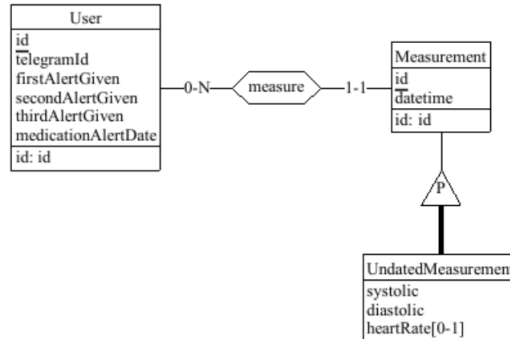 User
id
telegramId
firstAlertGiven
secondAlertGiven
thirdAlertGiven
medicationAlertDate
id: id
0-N
measure
1-1
Measurement
id
datetime
id: id
P
UndatedMeasuremen
systolic
diastolic
heartRate[0-1]